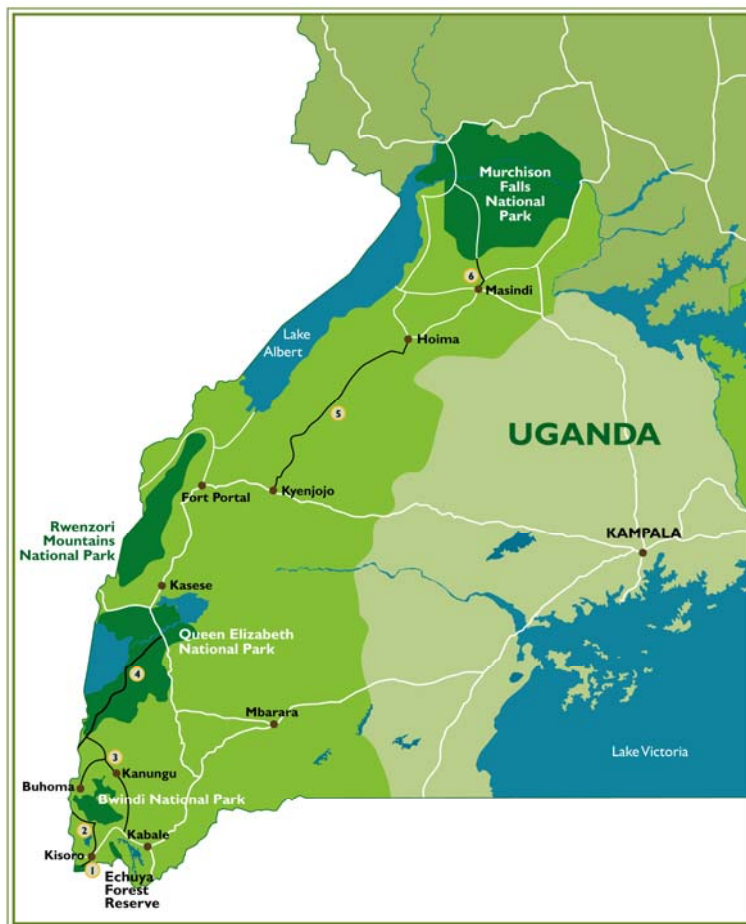 Murchison
Falls
National
Park
6
Masindi
Lake
Albert
Hoima
5
UGANDA
Fort Portal
Kyenjojo
Rwenzori
Mountains
National Park
KAMPALA
Kasese
Queen Elizabeth
National Park
4
Mbarara
Lake Victoria
3
Kanungu
Buhoma
Bwindi National Park
2
Kabale
Kisoro
1
Echuya
Forest
Reserve